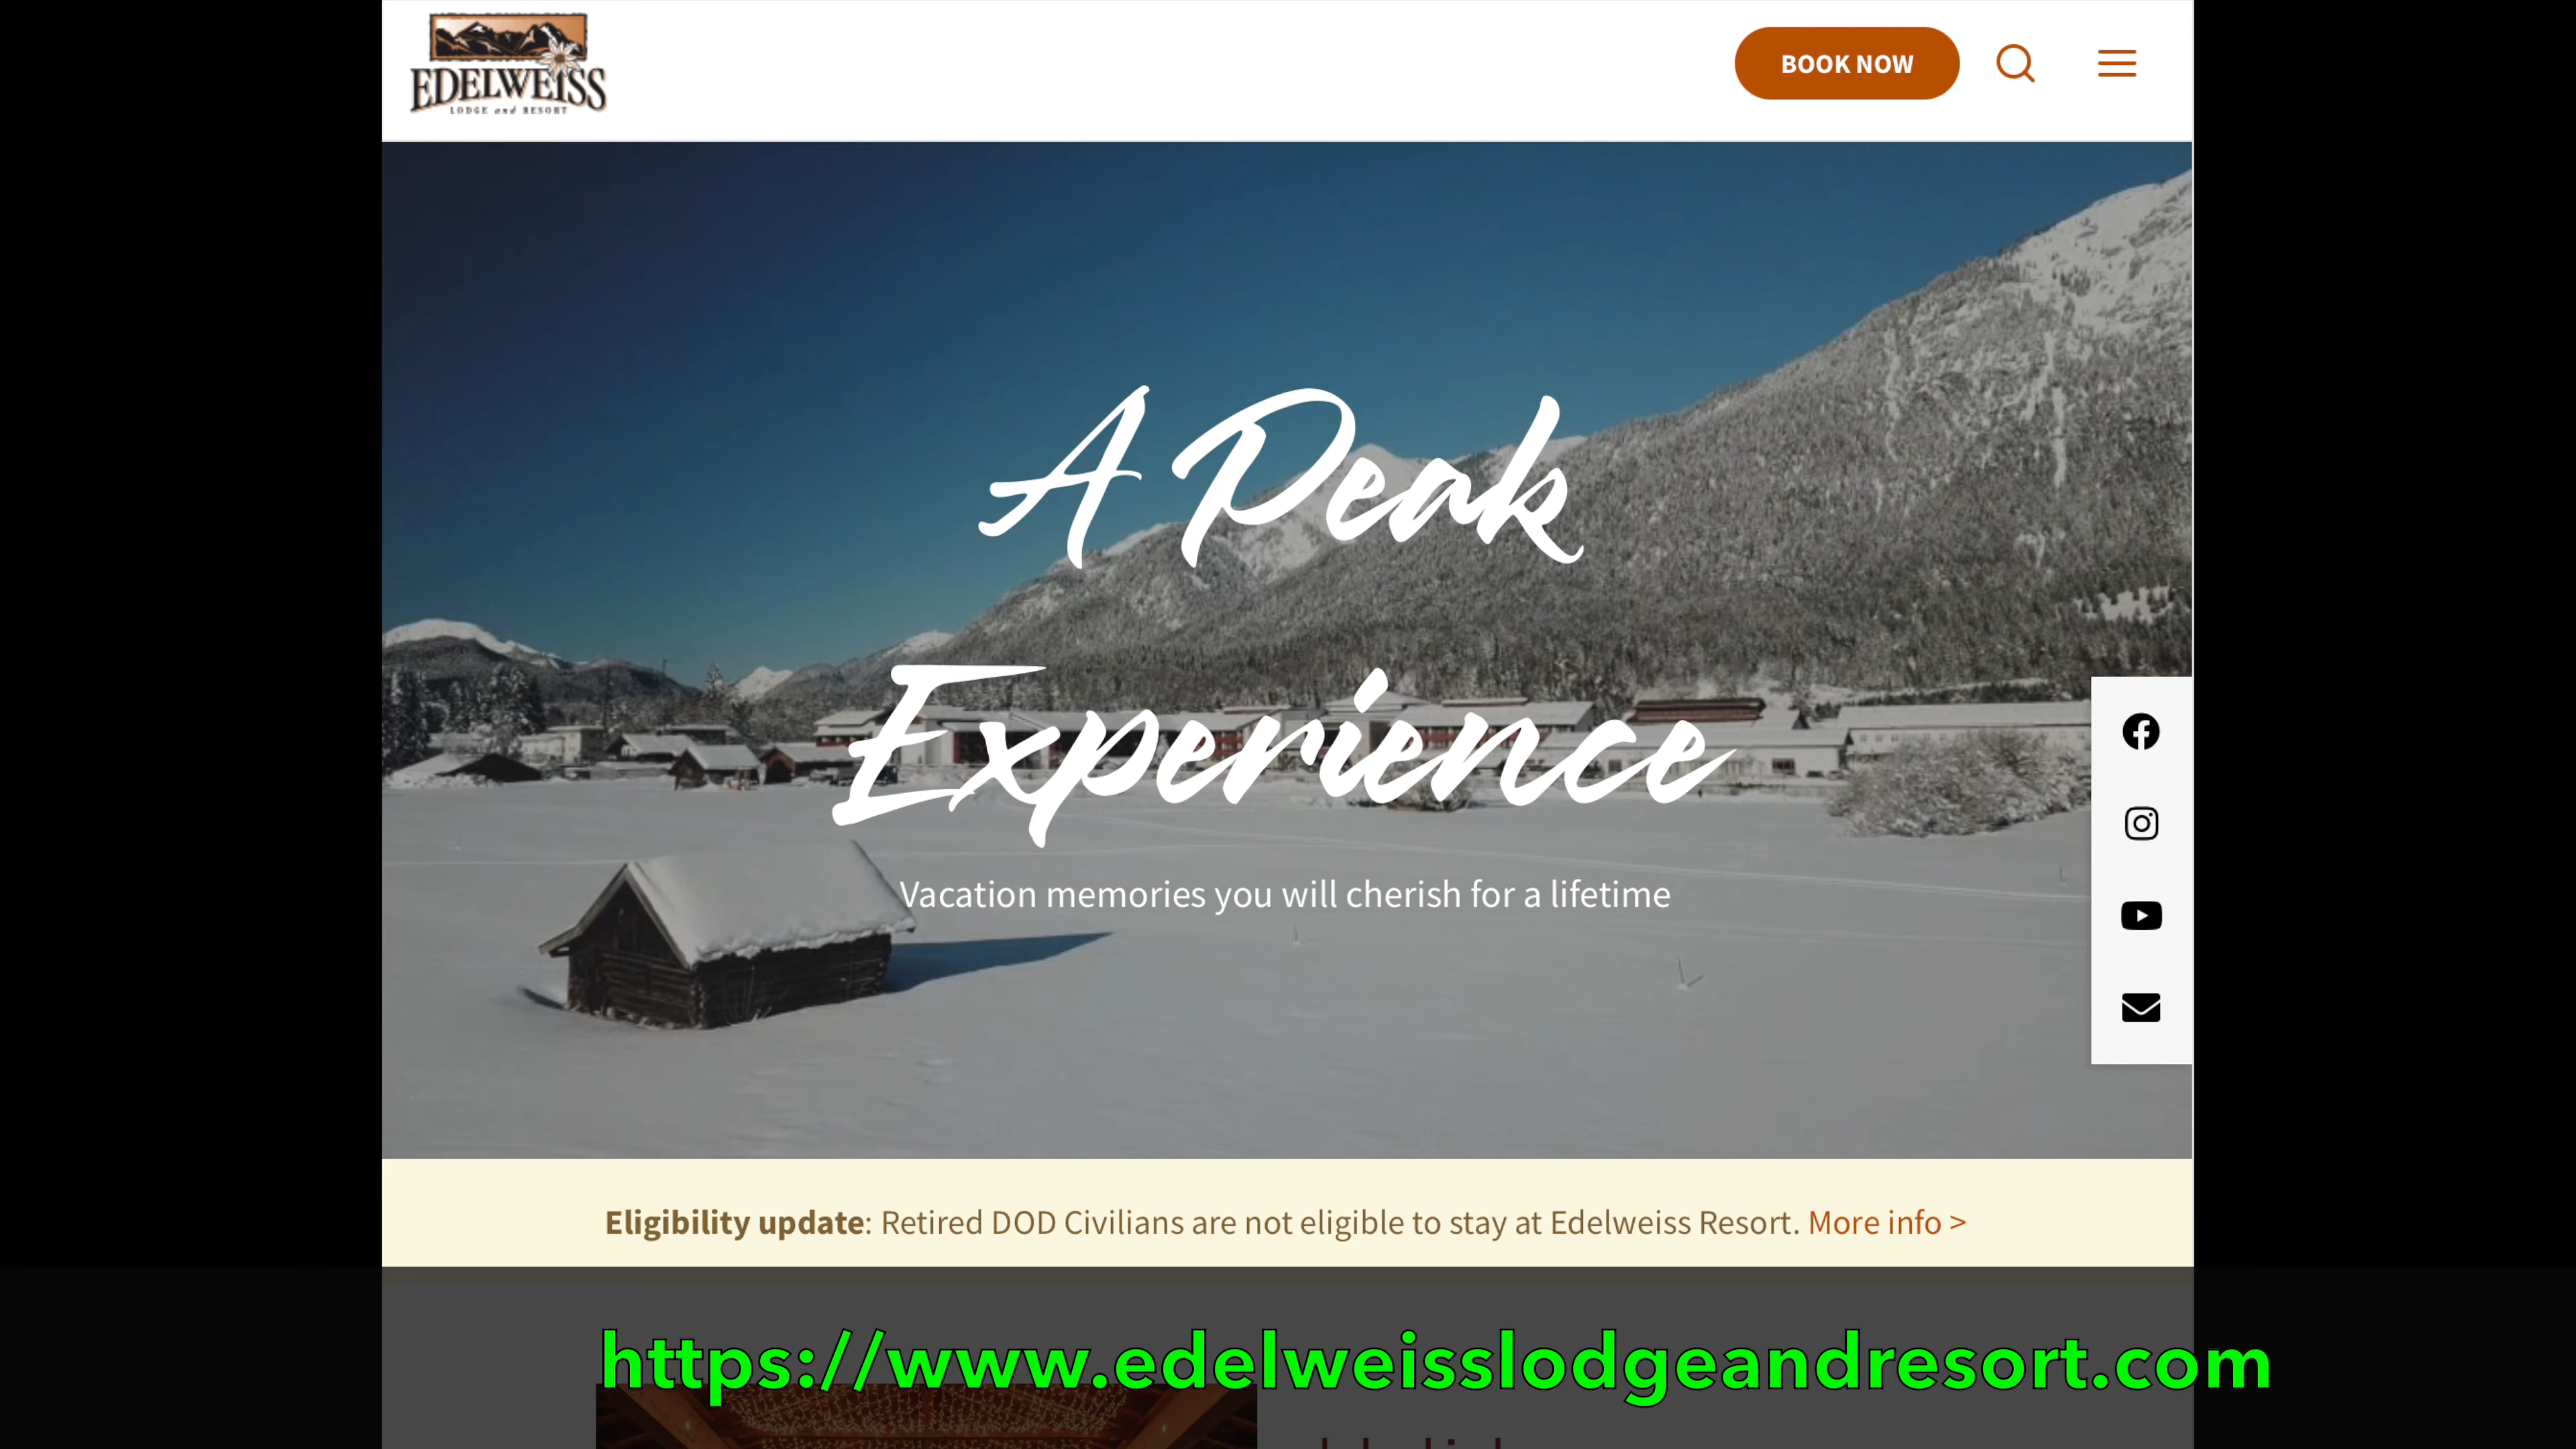 EDELWEISS
LODGE and RESORT
BOOK NOW
A Peak
Experience
Vacation memories you will cherish for a lifetime
Eligibility update: Retired DOD Civilians are not eligible to stay at Edelweiss Resort. More info >
https://www.edelweisslodgeandresort.com